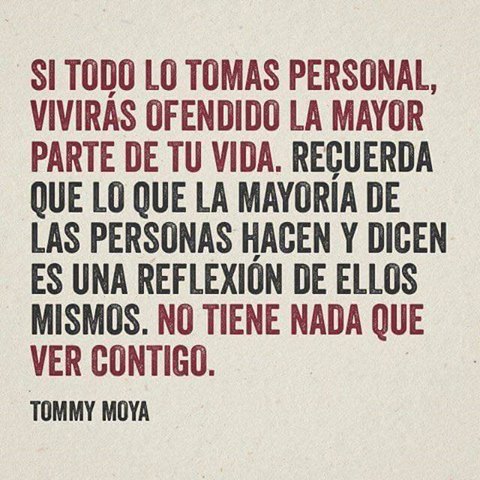 SI TODO LO TOMAS PERSONAL,
VIVIRÁS OFENDIDO LA MAYOR
PARTE DE TU VIDA. RECUERDA
QUE LO QUE LA MAYORÍA DE
LAS PERSONAS HACEN Y DICEN
ES UNA REFLEXIÓN DE ELLOS
MISMOS. NO TIENE NADA QUE
VER CONTIGO.
TOMMY MOYA